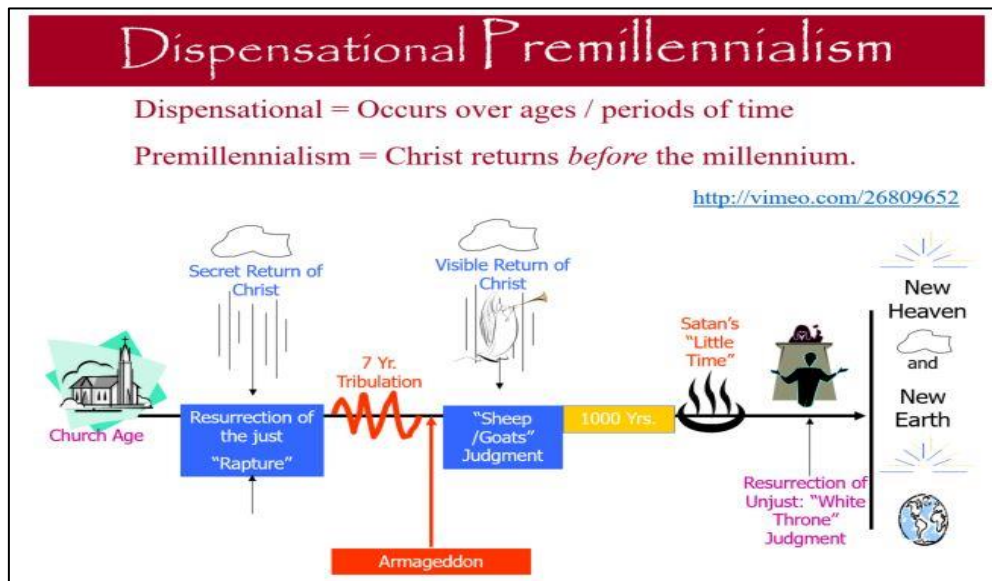 Dispensational Premillennialism
Dispensational = Occurs over ages / periods of time
Premillennialism = Christ returns before the millennium.
http://vimeo.com/26809652
Secret Return of
Christ
Visible Return of
Christ
New
Heaven
and
New
Earth
Satan's
"Little
Time"
7 Yr.
Tribulation
Church Age
Resurrection of
the just
"Rapture"
"Sheep
/Goats"
Judgment
1000 Yrs.
Resurrection of
Unjust: "White
Throne"
Judgment
Armageddon